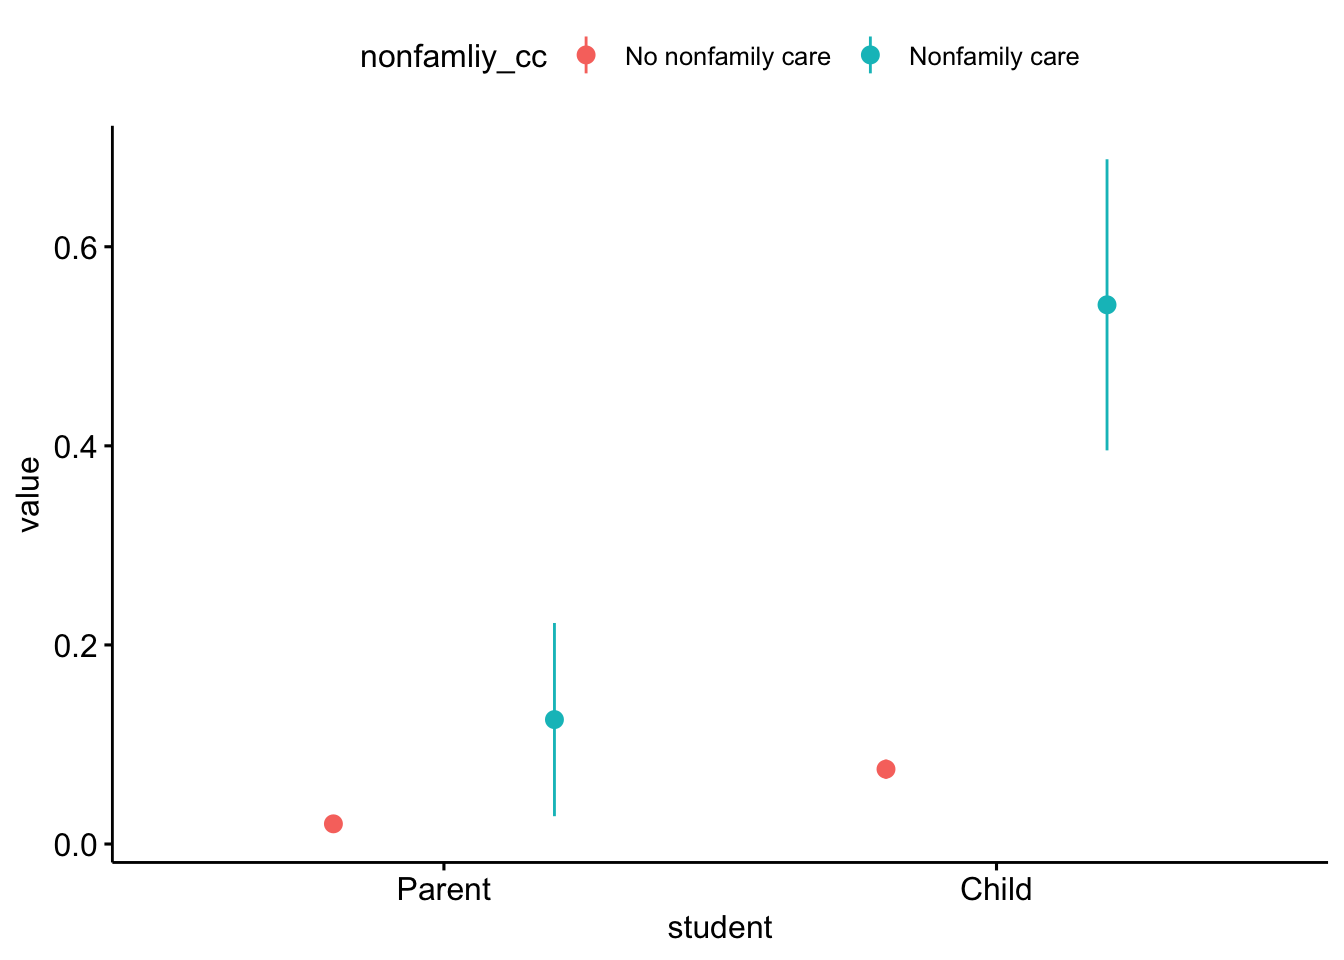 nonfamliy_cc No nonfamily care Nonfamily care
0.6
0.4
0.2
0.0
value
Parent Child
student